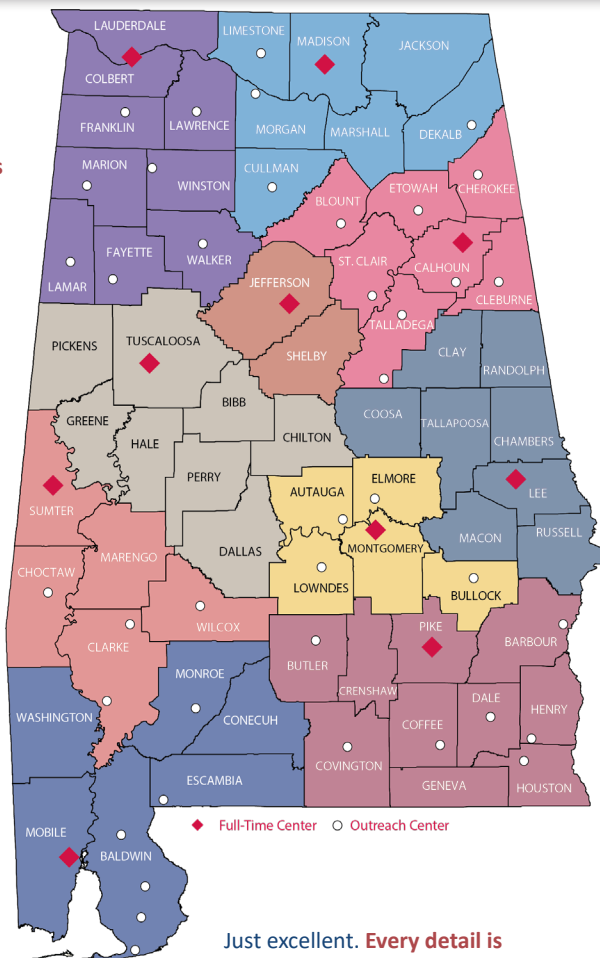 LAUDERDALE
LIMESTONE
MADISON
JACKSON
COLBERT
FRANKLIN
LAWRENCE
MORGAN
MARSHALL
DEKALB
MARION
WINSTON
CULLMAN
BLOUNT
ETOWAH
CHEROKEE
FAYETTE
WALKER
LAMAR
JEFFERSON
ST. CLAIR
CALHOUN
CLEBURNE
TALLADEGA
PICKENS
TUSCALOOSA
SHELBY
CLAY
RANDOLPH
BIBB
GREENE
HALE
CHILTON
COOSA
TALLAPOOSA
CHAMBERS
PERRY
AUTAUGA
ELMORE
LEE
SUMTER
DALLAS
MONTGOMERY
MACON
RUSSELL
MARENGO
CHOCTAW
LOWNDES
BULLOCK
WILCOX
PIKE
CLARKE
BUTLER
BARBOUR
MONROE
CRENSHAW
WASHINGTON
CONECUH
COFFEE
DALE
HENRY
COVINGTON
ESCAMBIA
GENEVA
HOUSTON
MOBILE
BALDWIN
Full-Time Center Outreach Center
Just excellent. Every detail is